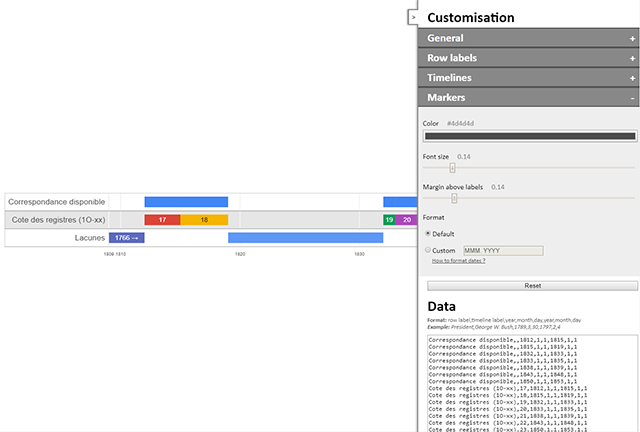 >
Customisation
General +
Row labels +
Timelines +
Markers -
Color #4d4d4d
Font size 0.14
Margin above labels 0.14
Format
Default
Custom MMM. YYYY
How to format dates ?
Reset
Correspondance disponible
Cote des registres (1O-xx) 17 18 19 20
Lacunes 1766 →
1809 1810 1820 1830
Data
Format: row label,timeline label,year,month,day,year,month,day
Example: President,George W. Bush,1789,3,30,1797,2,4
Correspondance disponible,,1812,1,1,1815,1,1
Correspondance disponible,,1815,1,1,1819,1,1
Correspondance disponible,,1832,1,1,1833,1,1
Correspondance disponible,,1833,1,1,1835,1,1
Correspondance disponible,,1838,1,1,1839,1,1
Correspondance disponible,,1843,1,1,1848,1,1
Correspondance disponible,,1850,1,1,1853,1,1
Cote des registres (1O-xx),17,1812,1,1,1815,1,1
Cote des registres (1O-xx),18,1815,1,1,1819,1,1
Cote des registres (1O-xx),19,1832,1,1,1833,1,1
Cote des registres (1O-xx),20,1833,1,1,1835,1,1
Cote des registres (1O-xx),21,1838,1,1,1839,1,1
Cote des registres (1O-xx),22,1843,1,1,1848,1,1
Cote des registres (1O-xx),23,1850,1,1,1853,1,1